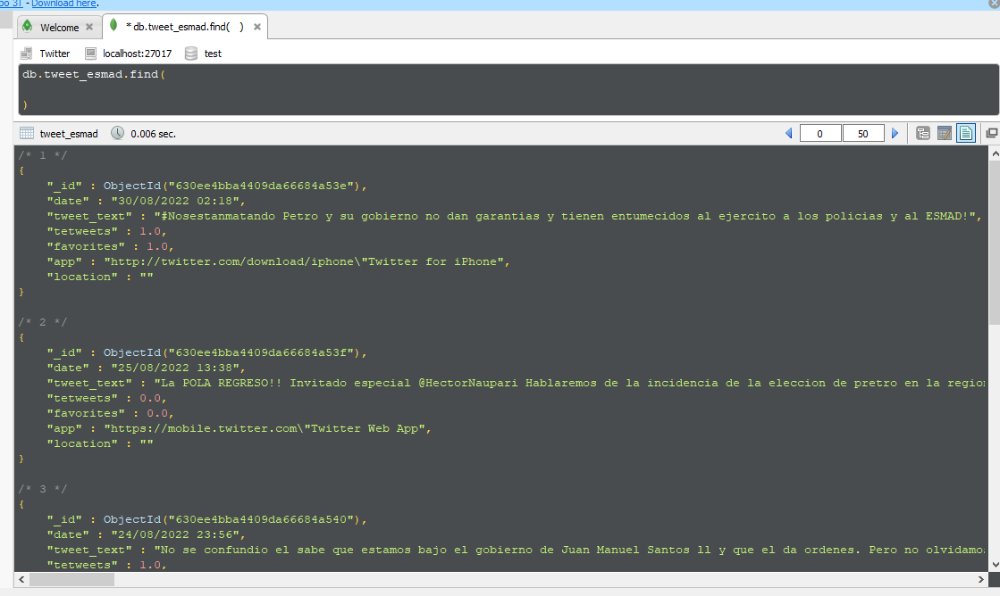 bo 3T - Download here.
Welcome * db.tweet_esmad.find( )
Twitter localhost:27017 test
db.tweet_esmad.find(
)
tweet_esmad 0.006 sec. 0 50
/* 1 */
{
"_id" : ObjectId("630ee4bba4409da66684a53e"),
"date" : "30/08/2022 02:18",
"tweet_text" : "#Nosestanmatando Petro y su gobierno no dan garantias y tienen entumecidos al ejercito a los policias y al ESMAD!",
"tetweets" : 1.0,
"favorites" : 1.0,
"app" : "http://twitter.com/download/iphone\"Twitter for iPhone",
"location" : ""
}
/* 2 */
{
"_id" : ObjectId("630ee4bba4409da66684a53f"),
"date" : "25/08/2022 13:38",
"tweet_text" : "La POLA REGRESO!! Invitado especial @HectorNaupari Hablaremos de la incidencia de la eleccion de pretro en la region
"tetweets" : 0.0,
"favorites" : 0.0,
"app" : "https://mobile.twitter.com\"Twitter Web App",
"location" : ""
}
/* 3 */
{
"_id" : ObjectId("630ee4bba4409da66684a540"),
"date" : "24/08/2022 23:56",
"tweet_text" : "No se confundio el sabe que estamos bajo el gobierno de Juan Manuel Santos ll y que el da ordenes. Pero no olvidamo
"tetweets" : 1.0,